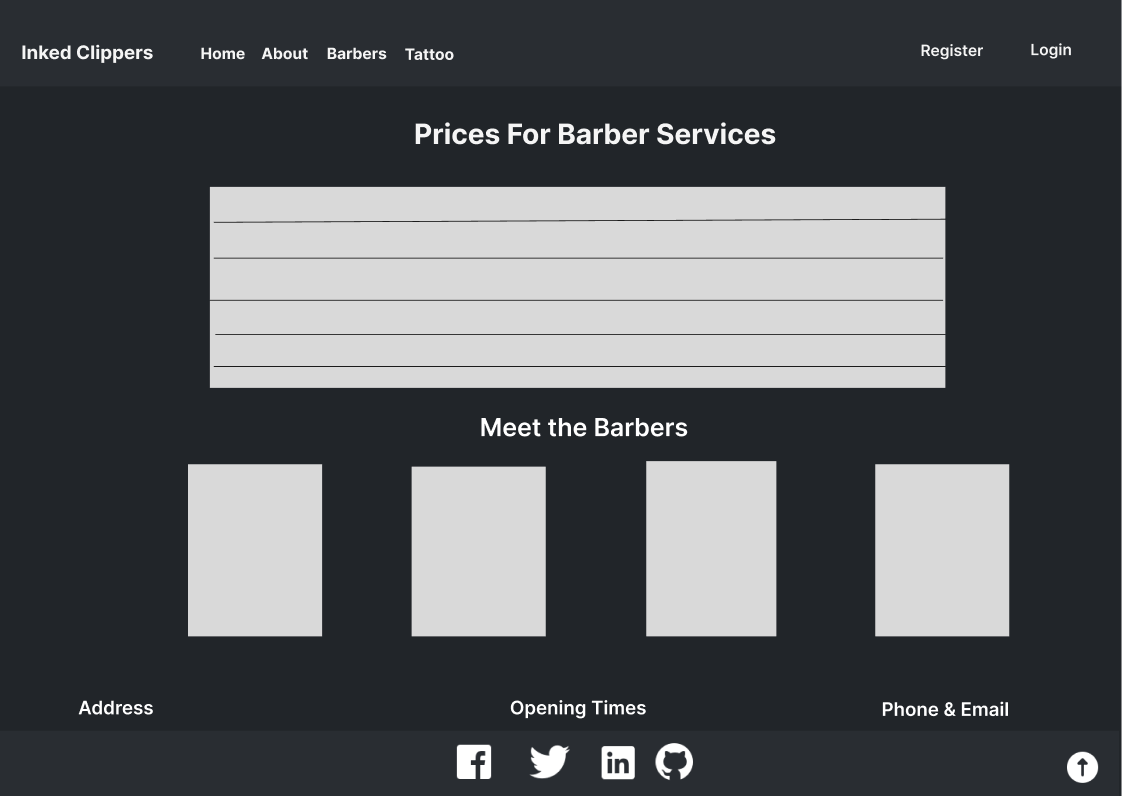 Inked Clippers Home About Barbers Tattoo Register Login
Prices For Barber Services
Meet the Barbers
Address Opening Times Phone & Email